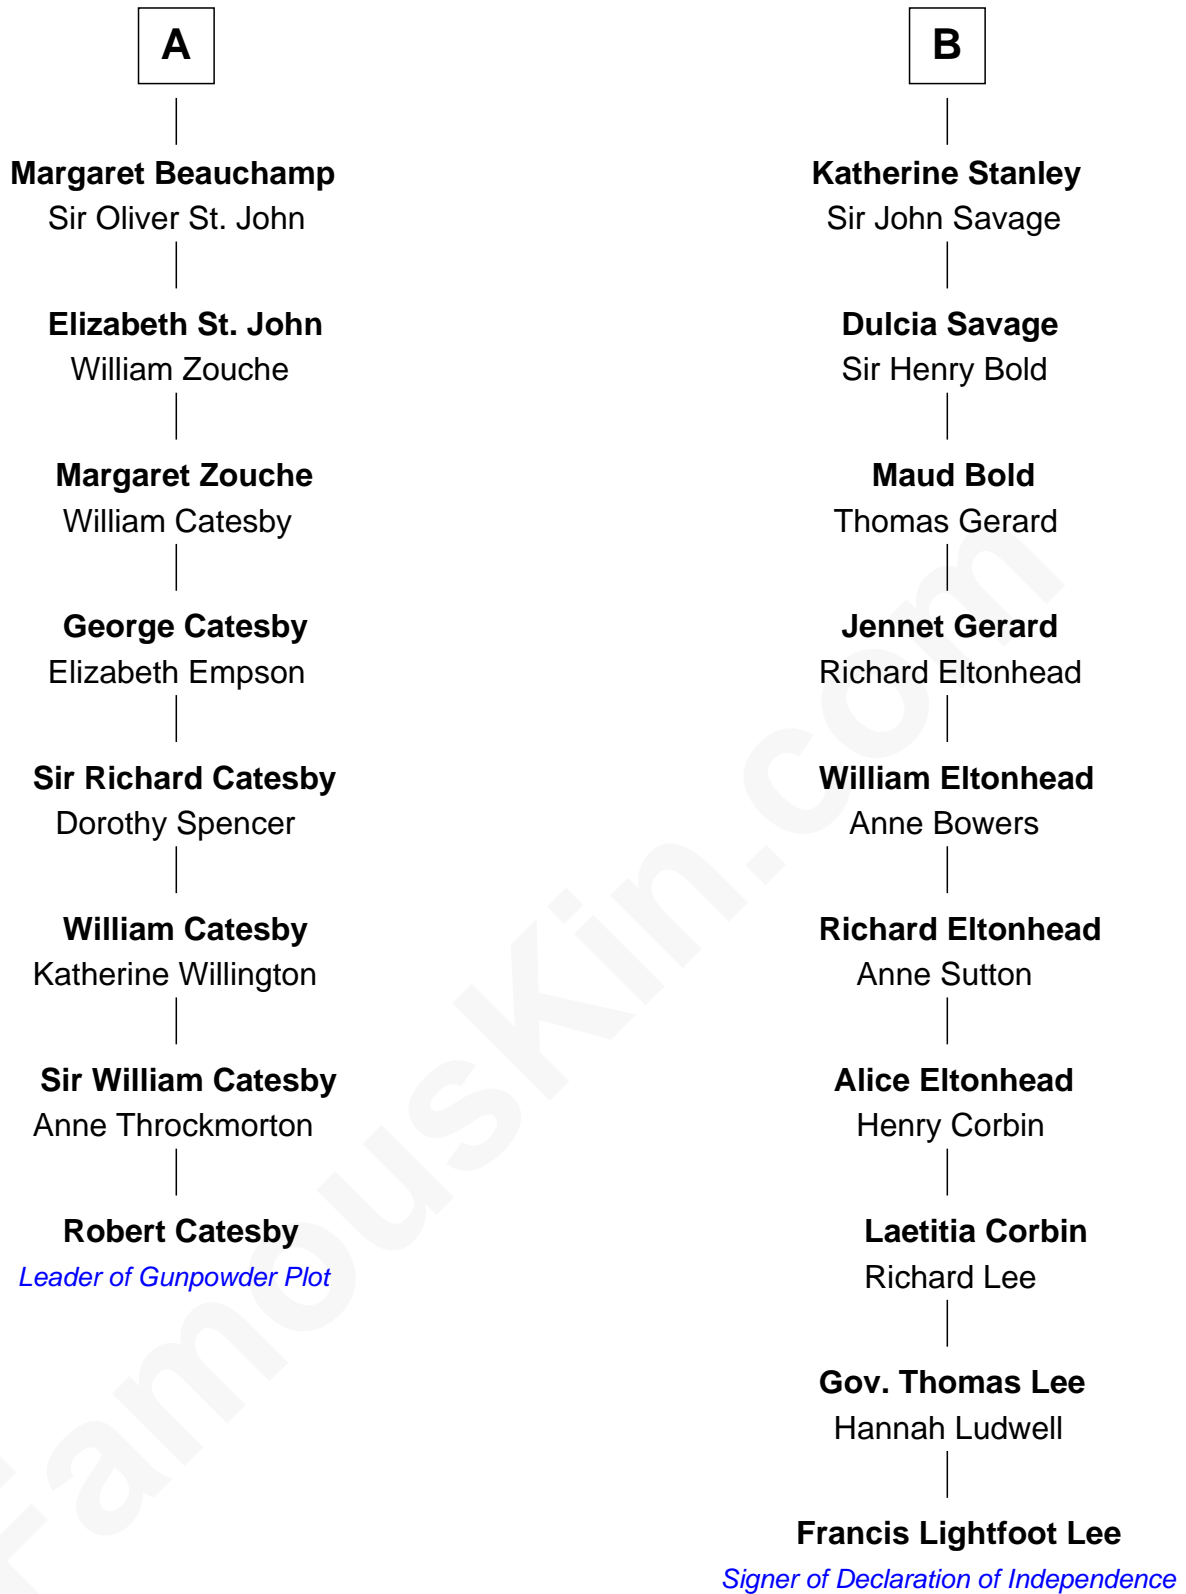 A
Margaret Beauchamp
Sir Oliver St. John
Elizabeth St. John
William Zouche
Margaret Zouche
William Catesby
George Catesby
Elizabeth Empson
Sir Richard Catesby
Dorothy Spencer
William Catesby
Katherine Willington
Sir William Catesby
Anne Throckmorton
Robert Catesby
Leader of Gunpowder Plot
B
Katherine Stanley
Sir John Savage
Dulcia Savage
Sir Henry Bold
Maud Bold
Thomas Gerard
Jennet Gerard
Richard Eltonhead
William Eltonhead
Anne Bowers
Richard Eltonhead
Anne Sutton
Alice Eltonhead
Henry Corbin
Laetitia Corbin
Richard Lee
Gov. Thomas Lee
Hannah Ludwell
Francis Lightfoot Lee
Signer of Declaration of Independence
FamousKin.com